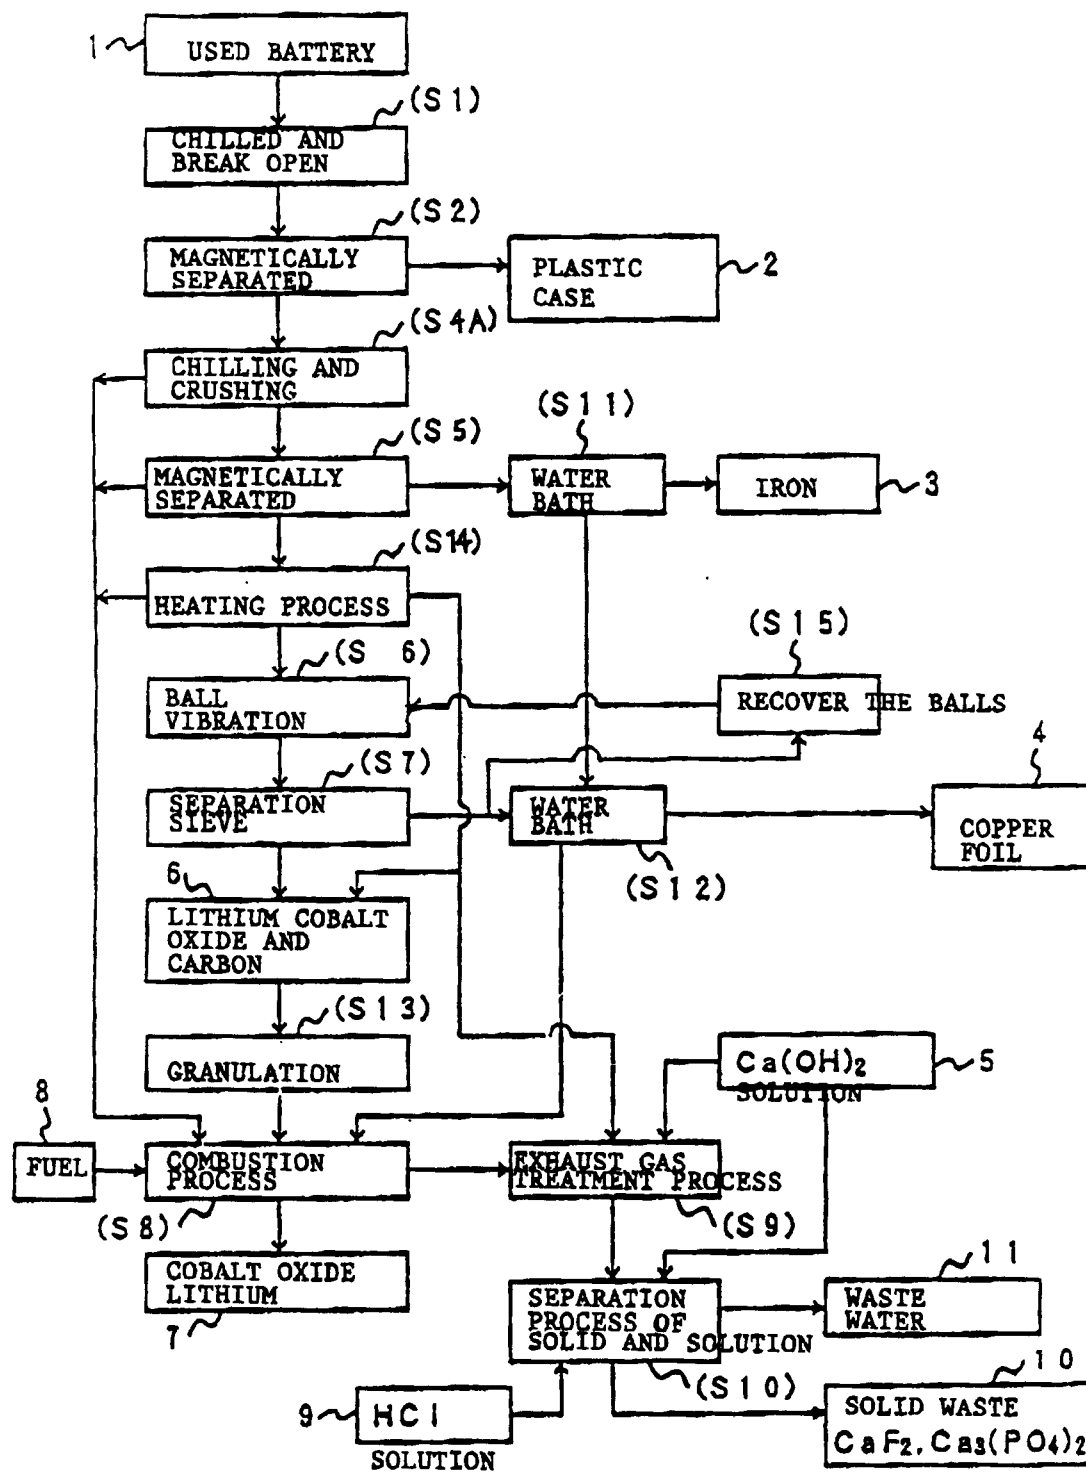 1
USED BATTERY
(S1)
CHILLED AND
BREAK OPEN
(S2)
MAGNETICALLY
SEPARATED
PLASTIC
CASE
2
(S4A)
CHILLING AND
CRUSHING
(S11)
(S5)
MAGNETICALLY
SEPARATED
WATER
BATH
IRON
3
(S14)
HEATING PROCESS
(S15)
(S 6)
BALL
VIBRATION
RECOVER THE BALLS
4
(S7)
SEPARATION
SIEVE
WATER
BATH
COPPER
FOIL
(S12)
6
LITHIUM COBALT
OXIDE AND
CARBON
(S13)
GRANULATION
Ca(OH)2
SOLUTION
5
8
FUEL
COMBUSTION
PROCESS
EXHAUST GAS
TREATMENT PROCESS
(S8)
(S9)
COBALT OXIDE
LITHIUM
7
SEPARATION
PROCESS OF
SOLID AND SOLUTION
11
WASTE
WATER
(S10)
10
9
HCl
SOLUTION
SOLID WASTE
CaF2, Ca3(PO4)2